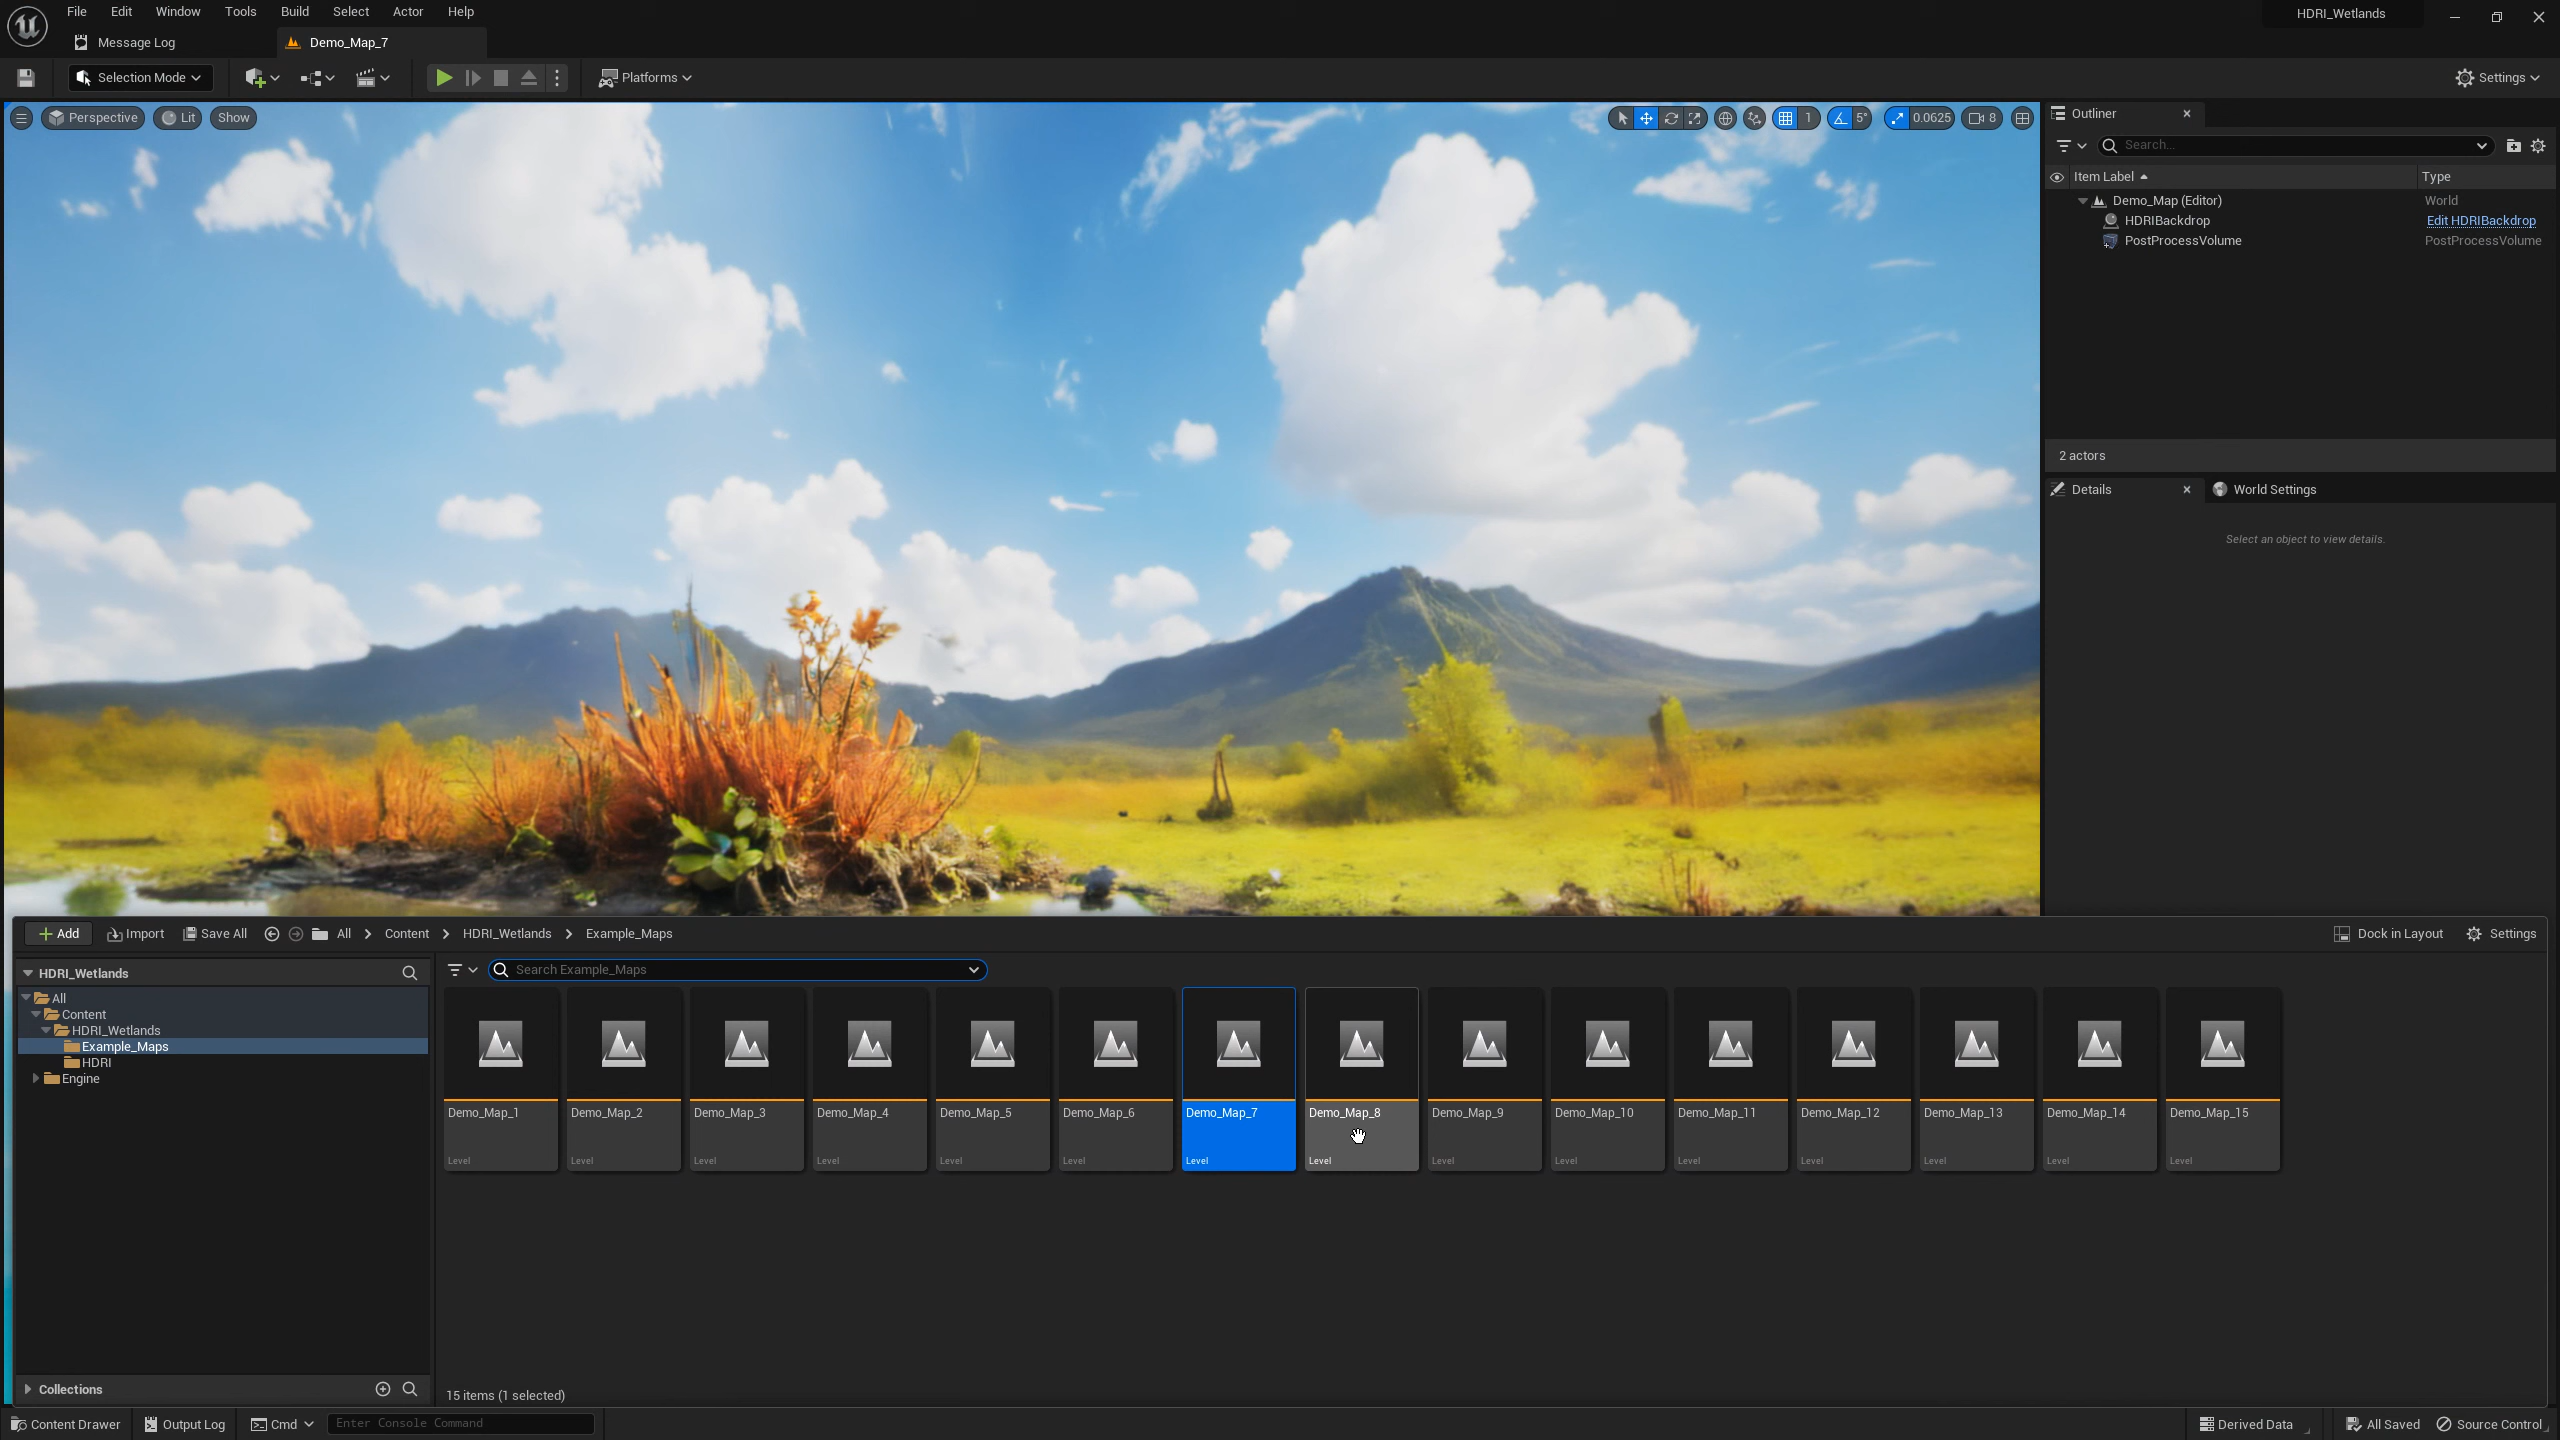 File Edit Window Tools Build Select Actor Help
HDRI_Wetlands
Message Log
Demo_Map_7
Selection Mode
Platforms
Settings
Perspective
Lit
Show
1
5°
0.0625
8
Outliner
Search...
Item Label
Type
Demo_Map (Editor)
World
HDRIBackdrop
Edit HDRIBackdrop
PostProcessVolume
PostProcessVolume
2 actors
Details
World Settings
Select an object to view details.
Add
Import
Save All
All
Content
HDRI_Wetlands
Example_Maps
Dock in Layout
Settings
HDRI_Wetlands
All
Content
HDRI_Wetlands
Example_Maps
HDRI
Engine
Collections
Search Example_Maps
Demo_Map_1
Level
Demo_Map_2
Level
Demo_Map_3
Level
Demo_Map_4
Level
Demo_Map_5
Level
Demo_Map_6
Level
Demo_Map_7
Level
Demo_Map_8
Level
Demo_Map_9
Level
Demo_Map_10
Level
Demo_Map_11
Level
Demo_Map_12
Level
Demo_Map_13
Level
Demo_Map_14
Level
Demo_Map_15
Level
15 items (1 selected)
Content Drawer
Output Log
Cmd
Enter Console Command
Derived Data
All Saved
Source Control